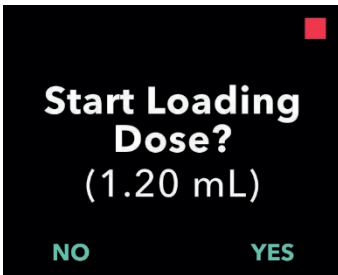 Start Loading
Dose?
(1.20 mL)
NO YES